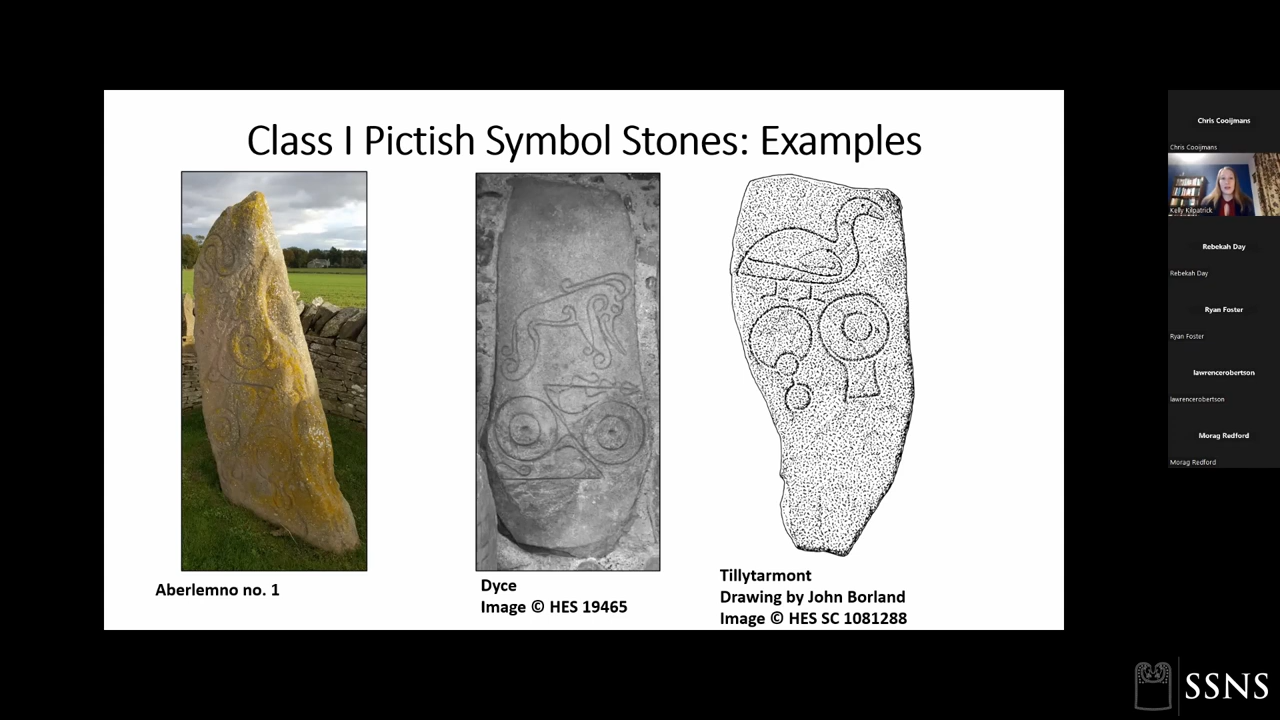 Class I Pictish Symbol Stones: Examples
Aberlemno no. 1
Dyce
Image © HES 19465
Tillytarmont
Drawing by John Borland
Image © HES SC 1081288
Chris Cooijmans
Chris Cooijmans
Kelly Kilpatrick
Rebekah Day
Rebekah Day
Ryan Foster
Ryan Foster
lawrencerobertson
lawrencerobertson
Morag Redford
Morag Redford
SSNS